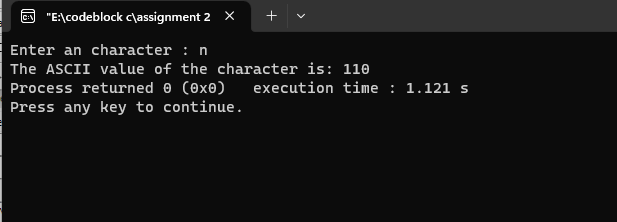 "E:\codeblock c\assignment 2
Enter an character : n
The ASCII value of the character is: 110
Process returned 0 (0x0)   execution time : 1.121 s
Press any key to continue.